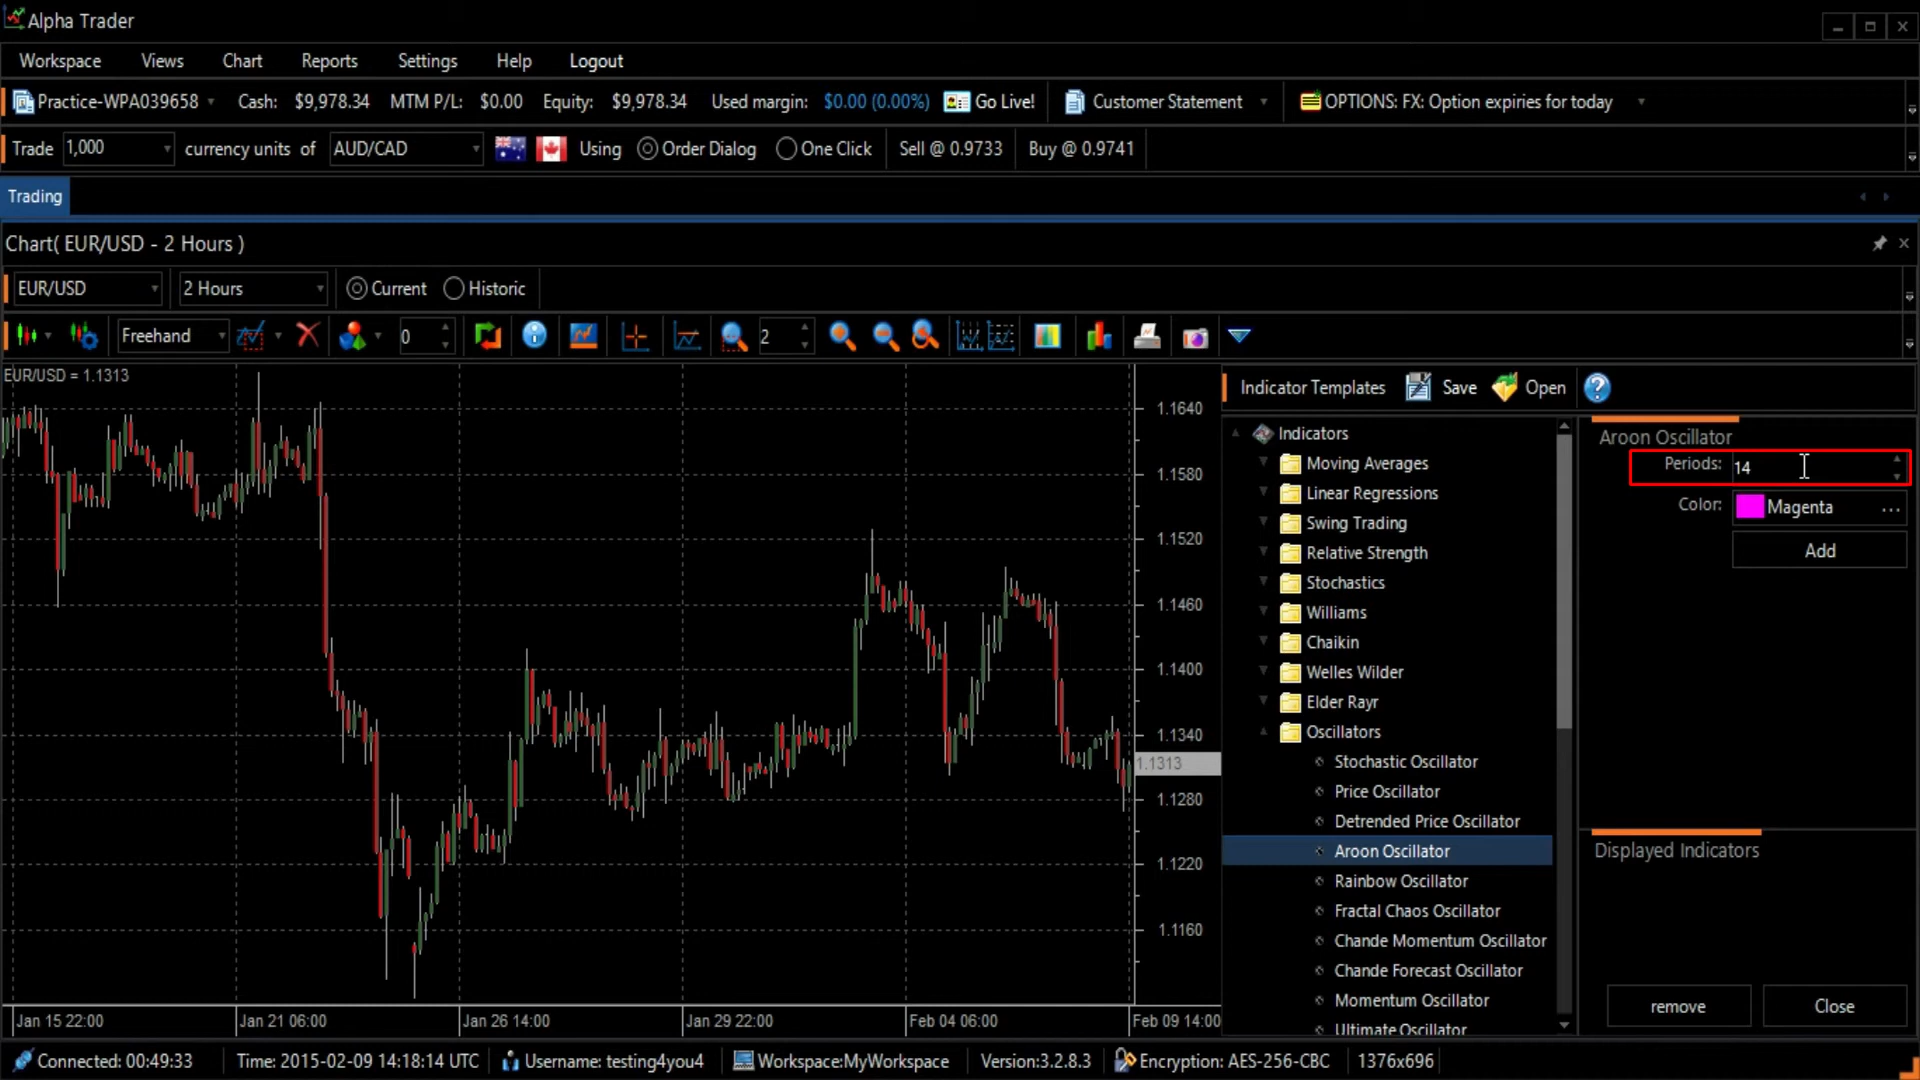 Alpha Trader
Workspace Views Chart Reports Settings Help Logout
Practice-WPA039658 Cash: $9,978.34 MTM P/L: $0.00 Equity: $9,978.34 Used margin: $0.00 (0.00%) Go Live! Customer Statement OPTIONS: FX: Option expiries for today
Trade 1,000 currency units of AUD/CAD Using Order Dialog One Click Sell @ 0.9733 Buy @ 0.9741
Trading
Chart( EUR/USD - 2 Hours )
EUR/USD 2 Hours Current Historic
Freehand 0 2
EUR/USD = 1.1313
1.1640
1.1580
1.1520
1.1460
1.1400
1.1340
1.1313
1.1280
1.1220
1.1160
Jan 15 22:00 Jan 21 06:00 Jan 26 14:00 Jan 29 22:00 Feb 04 06:00 Feb 09 14:00
Indicator Templates Save Open
Indicators
Moving Averages
Linear Regressions
Swing Trading
Relative Strength
Stochastics
Williams
Chaikin
Welles Wilder
Elder Rayr
Oscillators
Stochastic Oscillator
Price Oscillator
Detrended Price Oscillator
Aroon Oscillator
Rainbow Oscillator
Fractal Chaos Oscillator
Chande Momentum Oscillator
Chande Forecast Oscillator
Momentum Oscillator
Ultimate Oscillator
Aroon Oscillator
Periods: 14
Color: Magenta ...
Add
Displayed Indicators
remove Close
Connected: 00:49:33 Time: 2015-02-09 14:18:14 UTC Username: testing4you4 Workspace:MyWorkspace Version:3.2.8.3 Encryption: AES-256-CBC 1376x696